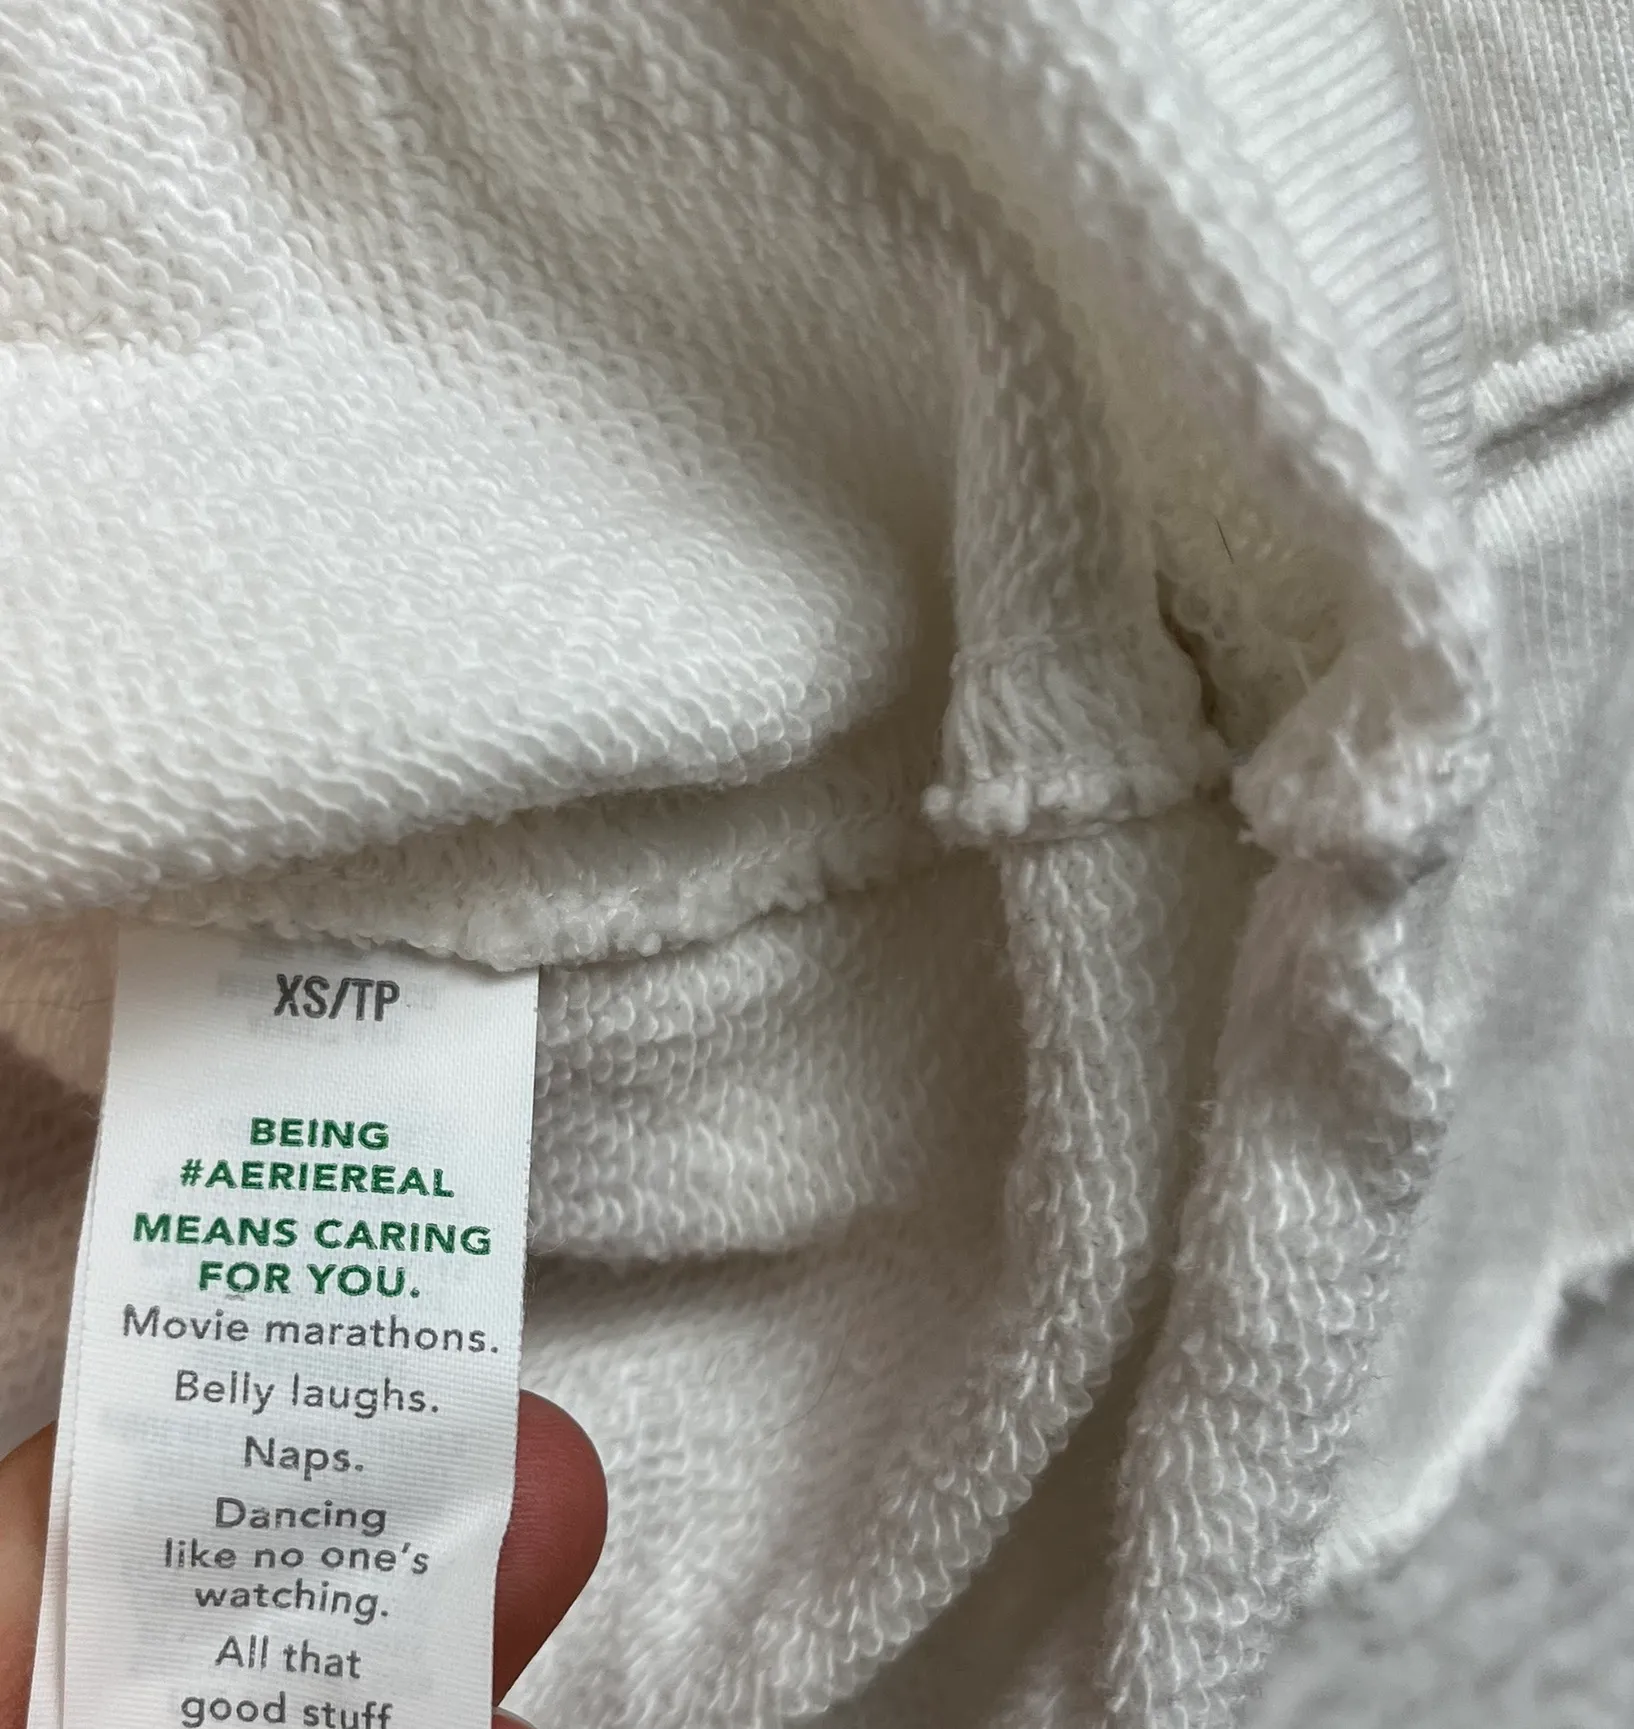 XS/TP
BEING
#AERIEREAL
MEANS CARING
FOR YOU.
Movie marathons.
Belly laughs.
Naps.
Dancing
like no one's
watching.
All that
good stuff